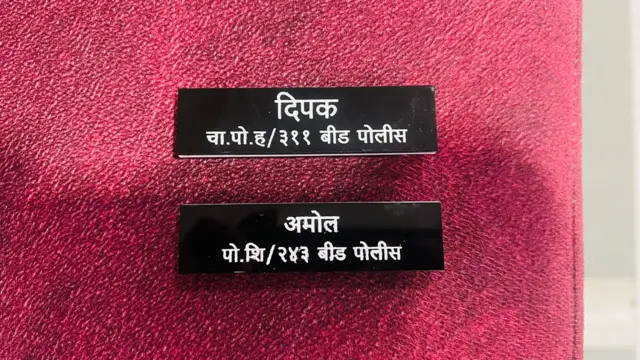 दिपक
चा.पो.ह/३११ बीड पोलीस
अमोल
पो.शि/२४३ बीड पोलीस